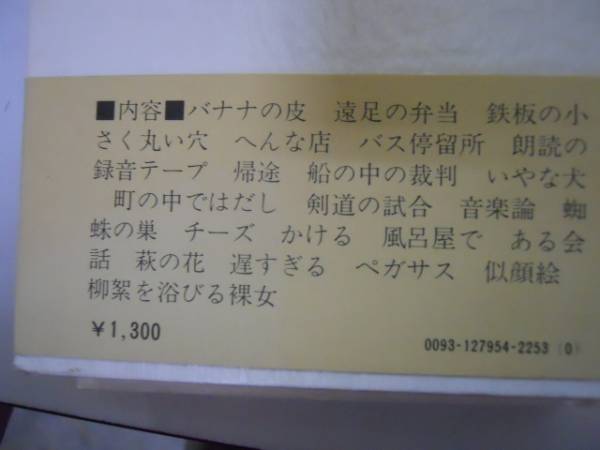 ■内容■バナナの皮　遠足の弁当　鉄板の小
さく丸い穴　へんな店　バス停留所　朗読の
録音テープ　帰途　船の中の裁判　いやな犬
町の中ではだし　剣道の試合　音楽論　蜘
蛛の巣　チーズ　かける　風呂屋で　ある会
話　萩の花　遅すぎる　ペガサス　似顔絵
柳絮を浴びる裸女
￥1,300
0093-127954-2253 (0)